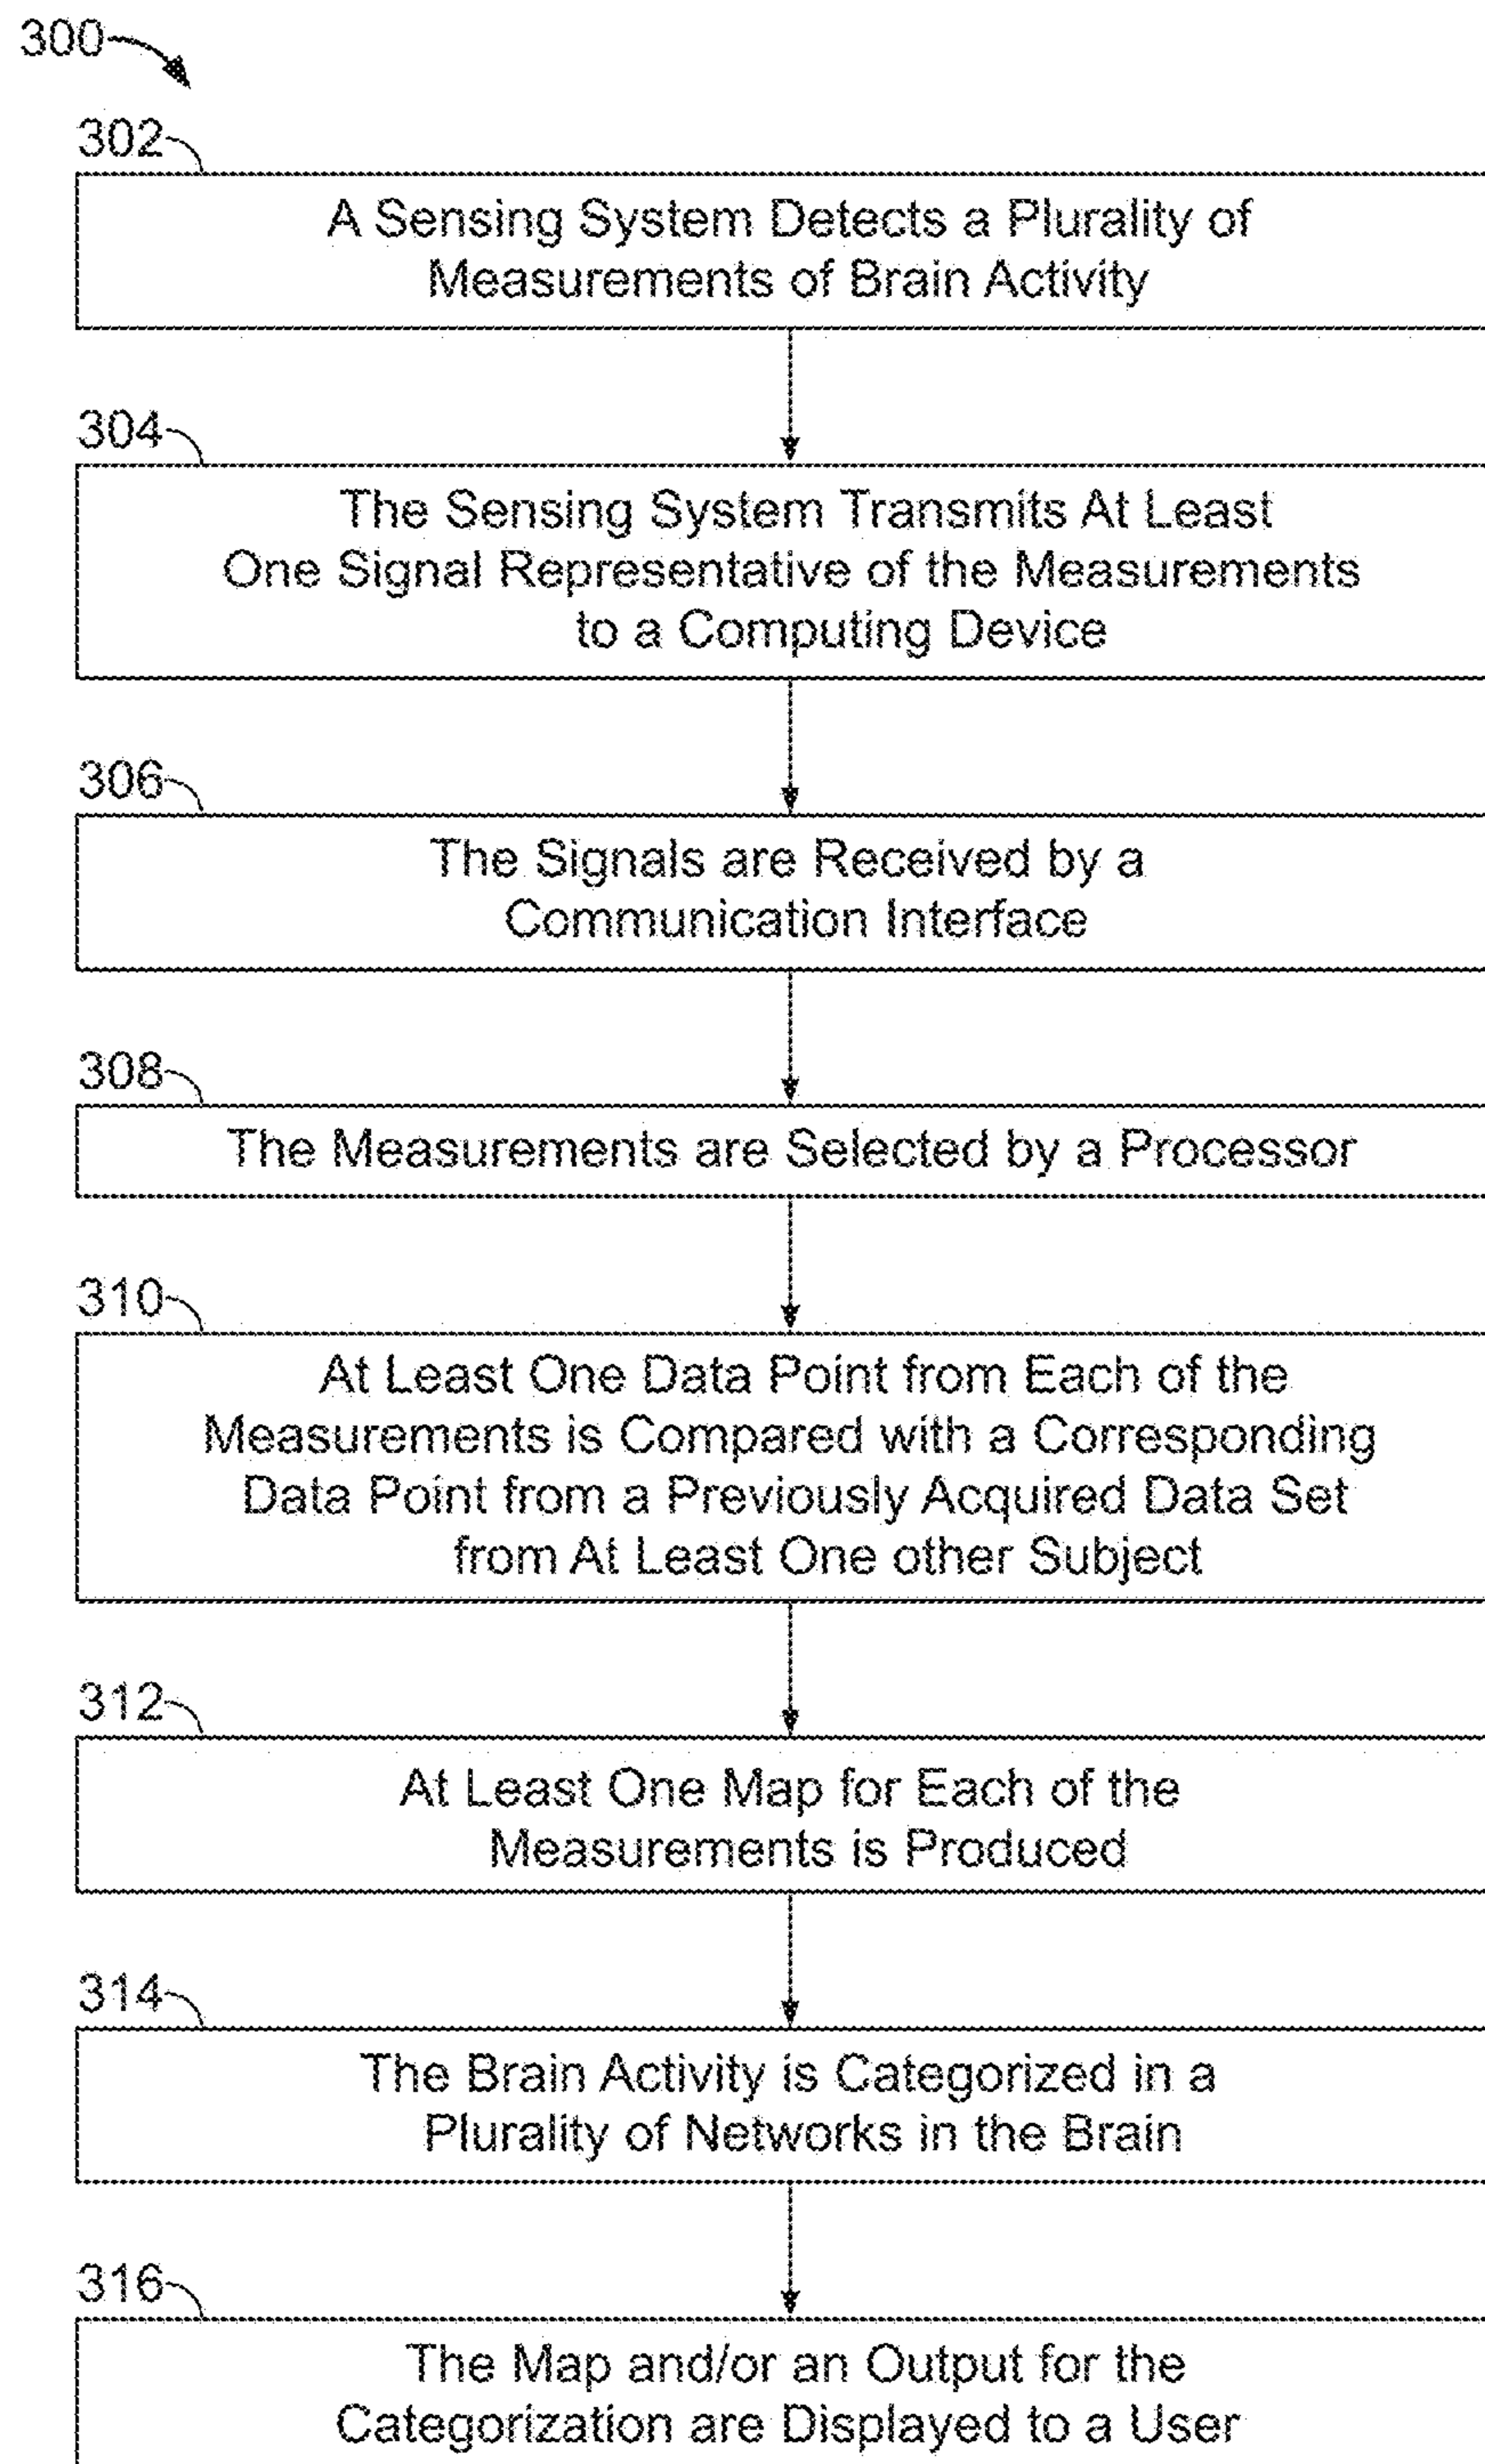 300
302
A Sensing System Detects a Plurality of
Measurements of Brain Activity
304
The Sensing System Transmits At Least
One Signal Representative of the Measurements
to a Computing Device
306
The Signals are Received by a
Communication Interface
308
The Measurements are Selected by a Processor
310
At Least One Data Point from Each of the
Measurements is Compared with a Corresponding
Data Point from a Previously Acquired Data Set
from At Least One other Subject
312
At Least One Map for Each of the
Measurements is Produced
314
The Brain Activity is Categorized in a
Plurality of Networks in the Brain
316
The Map and/or an Output for the
Categorization are Displayed to a User